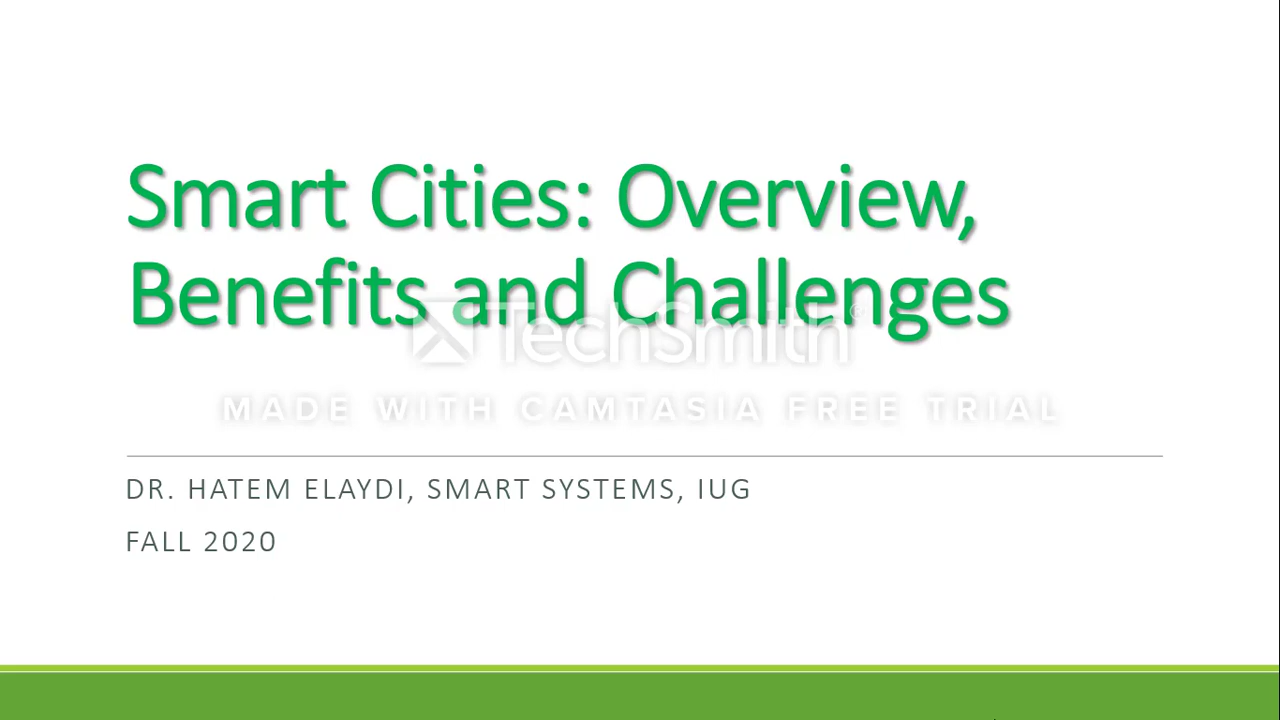 Smart Cities: Overview,
Benefits and Challenges
TechSmith®
MADE WITH CAMTASIA FREE TRIAL
DR. HATEM ELAYDI, SMART SYSTEMS, IUG
FALL 2020